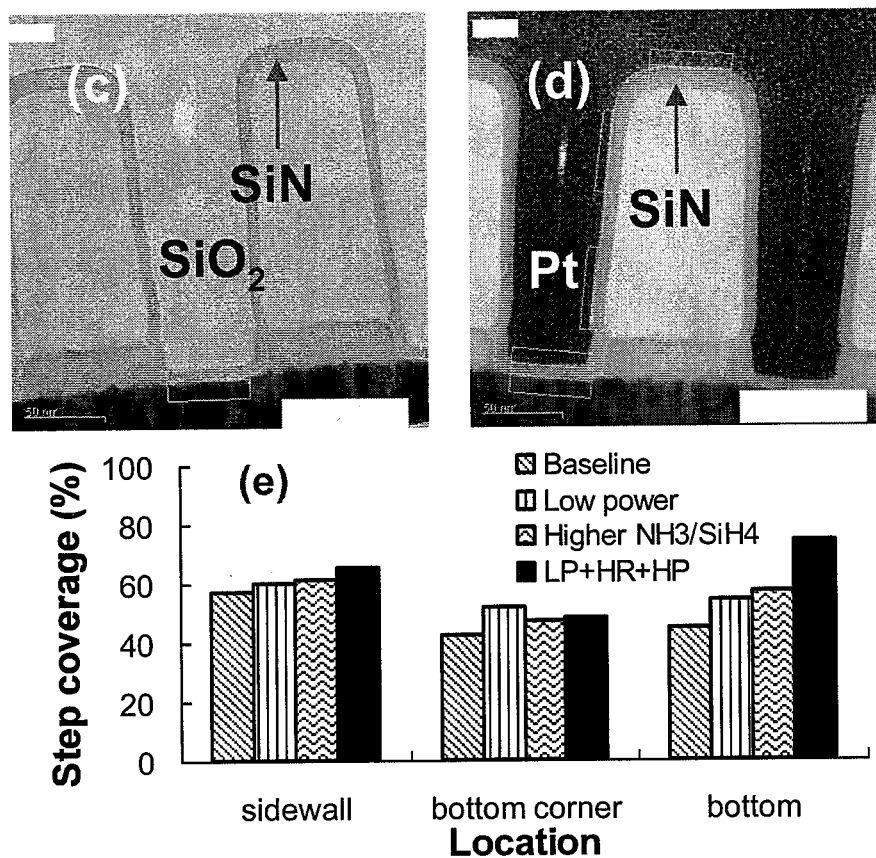 (c)
SiN
SiO2
50 nm
(d)
SiN
Pt
50 nm
(e)
Step coverage (%)
100
80
60
40
20
0
Baseline
Low power
Higher NH3/SiH4
LP+HR+HP
sidewall
bottom corner
bottom
Location